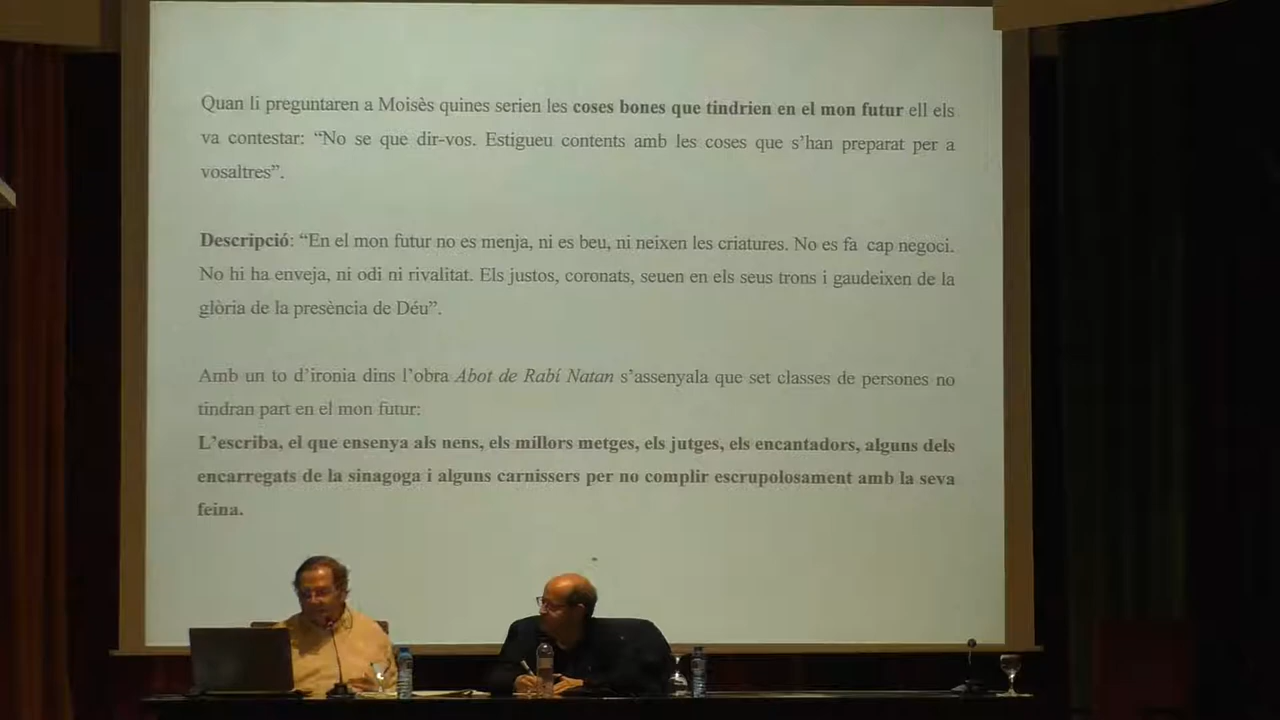 Quan li preguntaren a Moisès quines serien les coses bones que tindrien en el mon futur ell els
va contestar: “No se que dir-vos. Estigueu contents amb les coses que s’han preparat per a
vosaltres”.
Descripció: “En el mon futur no es menja, ni es beu, ni neixen les criatures. No es fa cap negoci.
No hi ha enveja, ni odi ni rivalitat. Els justos, coronats, seuen en els seus trons i gaudeixen de la
glòria de la presència de Déu”.
Amb un to d’ironia dins l’obra Abot de Rabí Natan s’assenyala que set classes de persones no
tindran part en el mon futur:
L’escriba, el que ensenya als nens, els millors metges, els jutges, els encantadors, alguns dels
encarregats de la sinagoga i alguns carnissers per no complir escrupolosament amb la seva
feina.